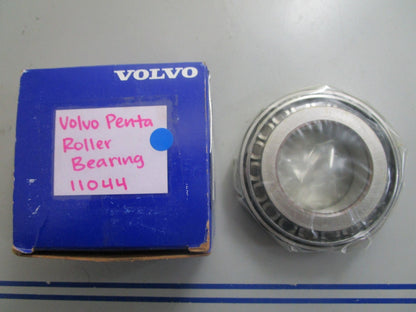 VOLVO
Volvo Penta
Roller
Bearing
11044